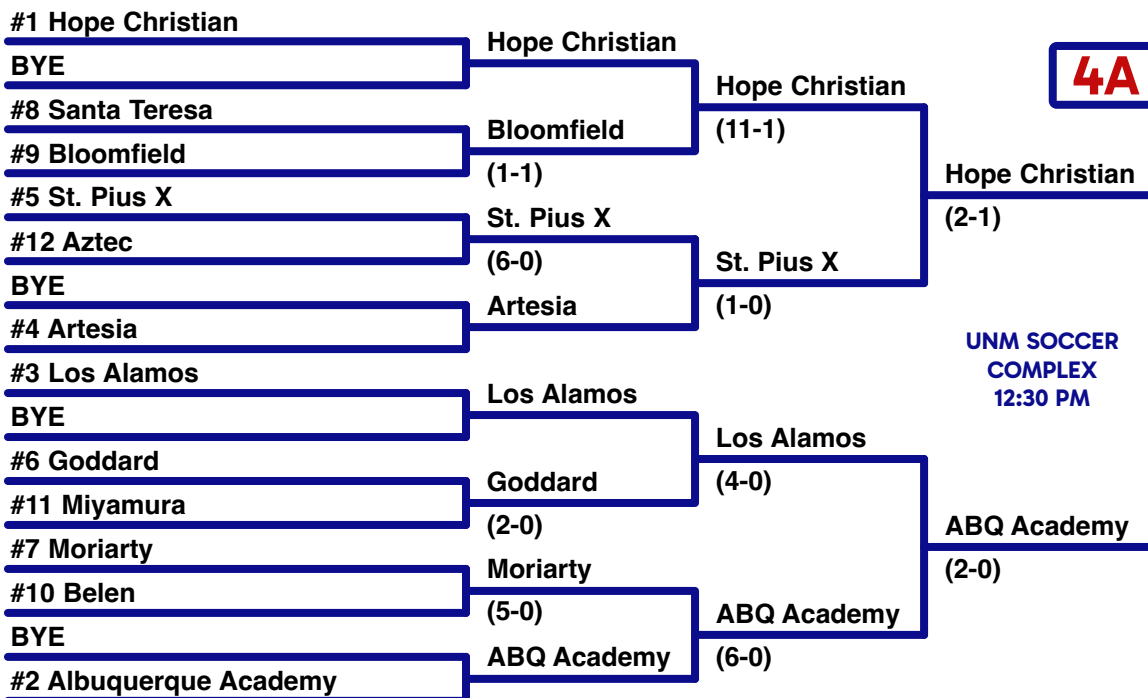 #1 Hope Christian
BYE
#8 Santa Teresa
#9 Bloomfield
#5 St. Pius X
#12 Aztec
BYE
#4 Artesia
#3 Los Alamos
BYE
#6 Goddard
#11 Miyamura
#7 Moriarty
#10 Belen
BYE
#2 Albuquerque Academy
Hope Christian
Bloomfield
(1-1)
St. Pius X
(6-0)
Artesia
Los Alamos
Goddard
(2-0)
Moriarty
(5-0)
ABQ Academy
Hope Christian
(11-1)
St. Pius X
(1-0)
Los Alamos
(4-0)
ABQ Academy
(6-0)
4A
Hope Christian
(2-1)
UNM SOCCER
COMPLEX
12:30 PM
ABQ Academy
(2-0)